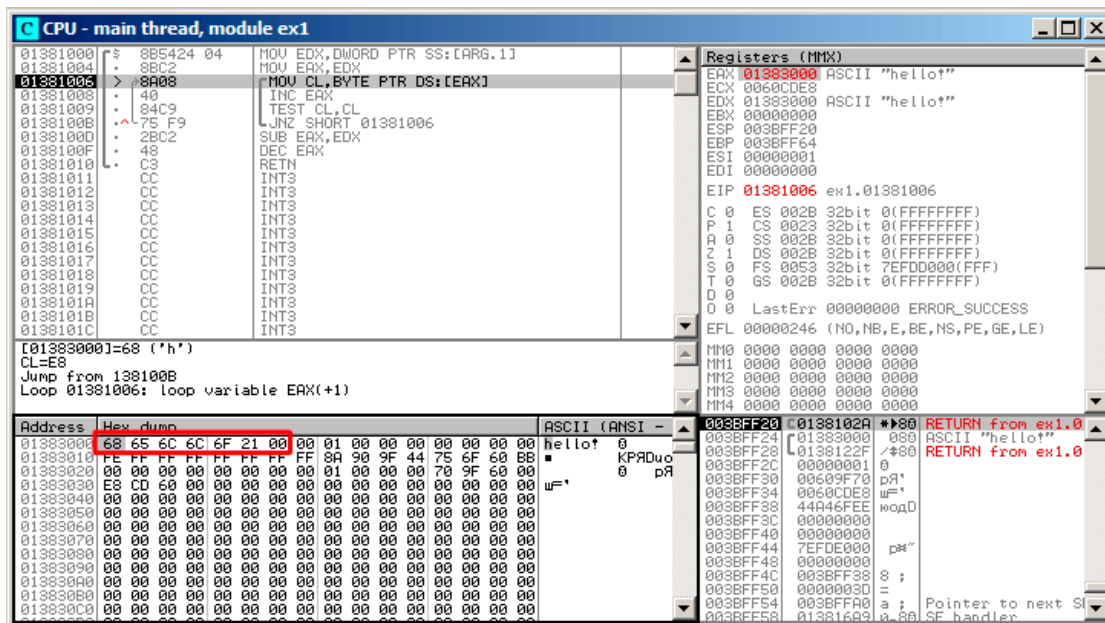 CPU - main thread, module ex1
01381000 $ 8B5424 04 MOV EDX,DWORD PTR SS:[ARG.1]
01381004 . 8BC2 MOV EAX,EDX
01381006 > 8A08 MOV CL,BYTE PTR DS:[EAX]
01381008 . 40 INC EAX
01381009 . 84C9 TEST CL,CL
0138100B .^ 75 F9 JNZ SHORT 01381006
0138100D . 2BC2 SUB EAX,EDX
0138100F . 48 DEC EAX
01381010 . C3 RETN
01381011 CC INT3
01381012 CC INT3
01381013 CC INT3
01381014 CC INT3
01381015 CC INT3
01381016 CC INT3
01381017 CC INT3
01381018 CC INT3
01381019 CC INT3
0138101A CC INT3
0138101B CC INT3
0138101C CC INT3
[01383000]=68 ('h')
CL=E8
Jump from 138100B
Loop 01381006: loop variable EAX(+1)
Registers (MMX)
EAX 01383000 ASCII "hello!"
ECX 0060CDE8
EDX 01383000 ASCII "hello!"
EBX 00000000
ESP 003BFF20
EBP 003BFF64
ESI 00000001
EDI 00000000
EIP 01381006 ex1.01381006
C 0 ES 002B 32bit 0(FFFFFFFF)
P 1 CS 0023 32bit 0(FFFFFFFF)
A 0 SS 002B 32bit 0(FFFFFFFF)
Z 1 DS 002B 32bit 0(FFFFFFFF)
S 0 FS 0053 32bit 7EFDD000(FFF)
T 0 GS 002B 32bit 0(FFFFFFFF)
D 0
O 0 LastErr 00000000 ERROR_SUCCESS
EFL 00000246 (NO,NB,E,BE,NS,PE,GE,LE)
MM0 0000 0000 0000 0000
MM1 0000 0000 0000 0000
MM2 0000 0000 0000 0000
MM3 0000 0000 0000 0000
MM4 0000 0000 0000 0000
Address Hex dump ASCII (ANSI -
01383000 68 65 6C 6C 6F 21 00 00 01 00 00 00 00 00 00 00 hello! 0
01383010 FE FF FF FF FF FF FF FF 8A 90 9F 44 75 6F 60 BB ■ КРЯDuo
01383020 00 00 00 00 00 00 00 00 01 00 00 00 70 9F 60 00 0 pЯ
01383030 E8 CD 60 00 00 00 00 00 00 00 00 00 00 00 00 00 ш='
01383040 00 00 00 00 00 00 00 00 00 00 00 00 00 00 00 00
01383050 00 00 00 00 00 00 00 00 00 00 00 00 00 00 00 00
01383060 00 00 00 00 00 00 00 00 00 00 00 00 00 00 00 00
01383070 00 00 00 00 00 00 00 00 00 00 00 00 00 00 00 00
01383080 00 00 00 00 00 00 00 00 00 00 00 00 00 00 00 00
01383090 00 00 00 00 00 00 00 00 00 00 00 00 00 00 00 00
013830A0 00 00 00 00 00 00 00 00 00 00 00 00 00 00 00 00
013830B0 00 00 00 00 00 00 00 00 00 00 00 00 00 00 00 00
013830C0 00 00 00 00 00 00 00 00 00 00 00 00 00 00 00 00
003BFF20 0138102A RETURN from ex1.0
003BFF24 01383000 ASCII "hello!"
003BFF28 0138122F RETURN from ex1.0
003BFF2C 00000001
003BFF30 00609F70 pЯ'
003BFF34 0060CDE8 ш='
003BFF38 44A46FEE юодD
003BFF3C 00000000
003BFF40 00000000
003BFF44 7EFDE000
003BFF48 00000000
003BFF4C 003BFF38 8 ;
003BFF50 0000003D =
003BFF54 003BFFA0 a ; Pointer to next S
003BFF58 013816A9 SE handler